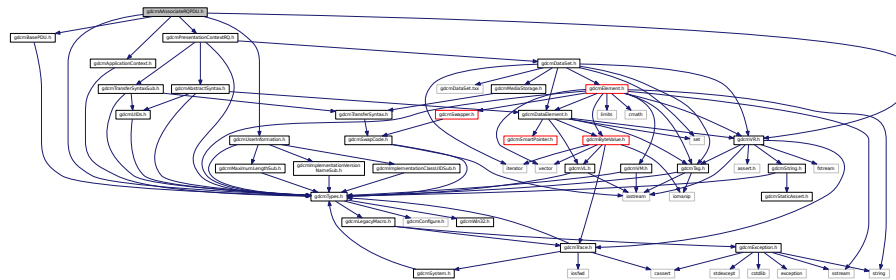 gdcmAAssociateRQPDU.h
gdcmBasePDU.h
gdcmPresentationContextRQ.h
gdcmApplicationContext.h
gdcmDataSet.h
gdcmTransferSyntaxSub.h
gdcmAbstractSyntax.h
gdcmDataSet.txx
gdcmMediaStorage.h
gdcmElement.h
gdcmUIDs.h
gdcmTransferSyntax.h
gdcmSwapper.h
gdcmDataElement.h
limits
cmath
gdcmUserInformation.h
gdcmSwapCode.h
gdcmSmartPointer.h
gdcmByteValue.h
set
gdcmVR.h
gdcmMaximumLengthSub.h
gdcmImplementationVersion
NameSub.h
gdcmImplementationClassUIDSub.h
iterator
vector
gdcmVL.h
gdcmVM.h
gdcmTag.h
assert.h
gdcmString.h
fstream
gdcmTypes.h
iostream
iomanip
gdcmStaticAssert.h
gdcmLegacyMacro.h
gdcmConfigure.h
gdcmWin32.h
gdcmTrace.h
gdcmException.h
gdcmSystem.h
iosfwd
cassert
stdexcept
cstdlib
exception
sstream
string